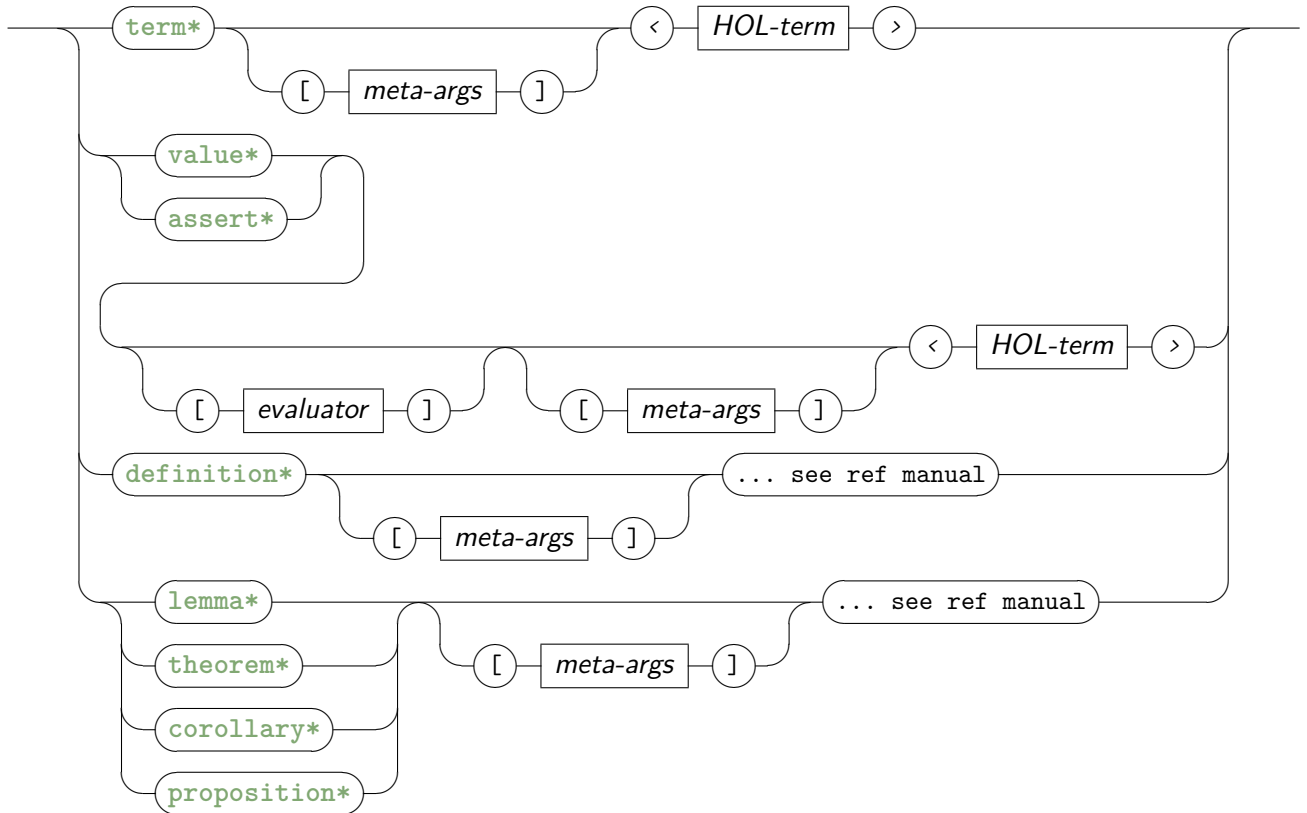 term* < HOL-term >
[ meta-args ]
value*
assert*
< HOL-term >
[ evaluator ] [ meta-args ]
definition* ... see ref manual
[ meta-args ]
lemma* ... see ref manual
theorem* [ meta-args ]
corollary*
proposition*